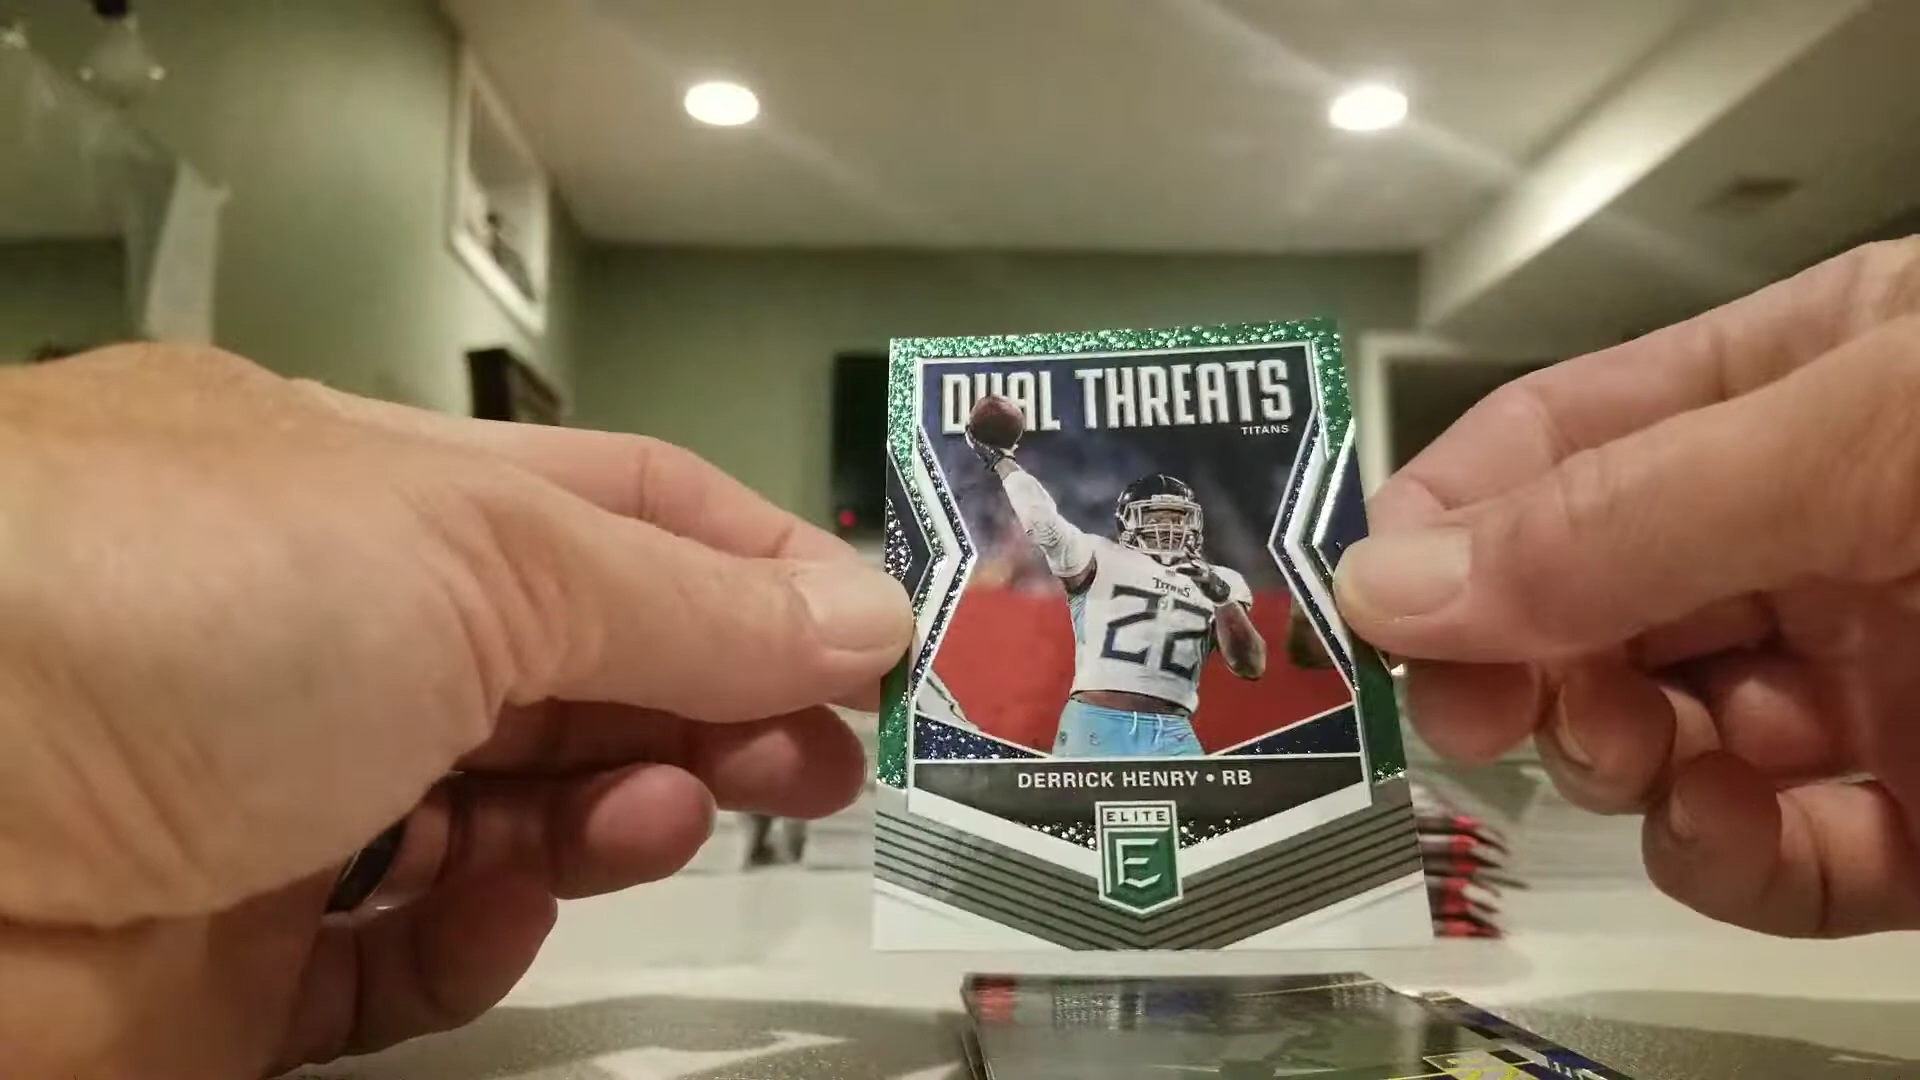 DUAL THREATS
TITANS
TITANS
22
DERRICK HENRY • RB
ELITE
E